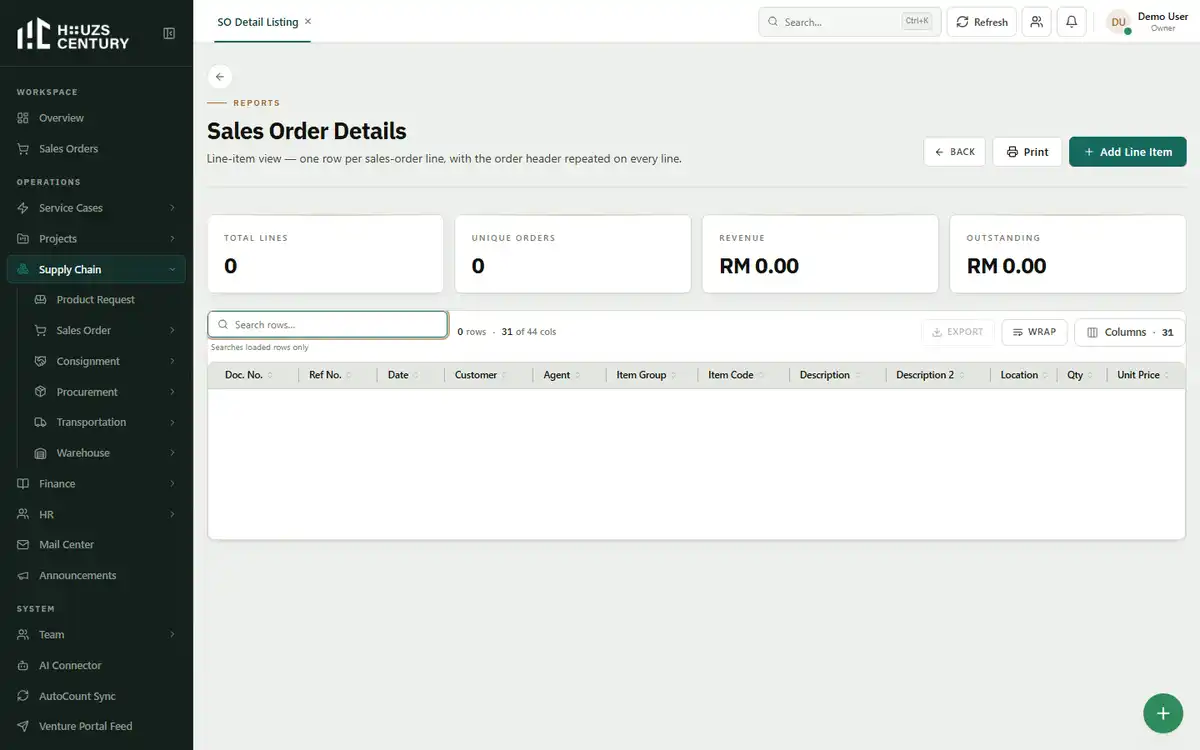 HOUZS
CENTURY
SO Detail Listing
Search...
Ctrl+K
Refresh
DU
Demo User
Owner
WORKSPACE
Overview
Sales Orders
OPERATIONS
Service Cases
Projects
Supply Chain
Product Request
Sales Order
Consignment
Procurement
Transportation
Warehouse
Finance
HR
Mail Center
Announcements
SYSTEM
Team
AI Connector
AutoCount Sync
Venture Portal Feed
REPORTS
Sales Order Details
Line-item view — one row per sales-order line, with the order header repeated on every line.
BACK
Print
+ Add Line Item
TOTAL LINES
0
UNIQUE ORDERS
0
REVENUE
RM 0.00
OUTSTANDING
RM 0.00
Search rows...
0 rows · 31 of 44 cols
Searches loaded rows only
EXPORT
WRAP
Columns · 31
Doc. No. Ref No. Date Customer Agent Item Group Item Code Description Description 2 Location Qty Unit Price